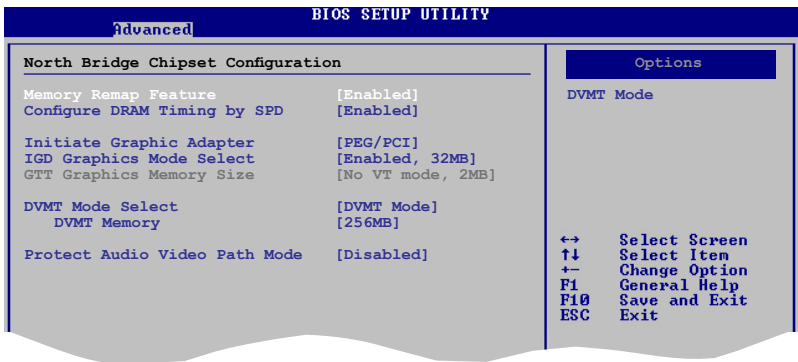 BIOS SETUP UTILITY
Advanced
North Bridge Chipset Configuration
Memory Remap Feature [Enabled]
Configure DRAM Timing by SPD [Enabled]
Initiate Graphic Adapter [PEG/PCI]
IGD Graphics Mode Select [Enabled, 32MB]
GTT Graphics Memory Size [No VT mode, 2MB]
DVMT Mode Select [DVMT Mode]
DVMT Memory [256MB]
Protect Audio Video Path Mode [Disabled]
Options
DVMT Mode
←→ Select Screen
↑↓ Select Item
+- Change Option
F1 General Help
F10 Save and Exit
ESC Exit